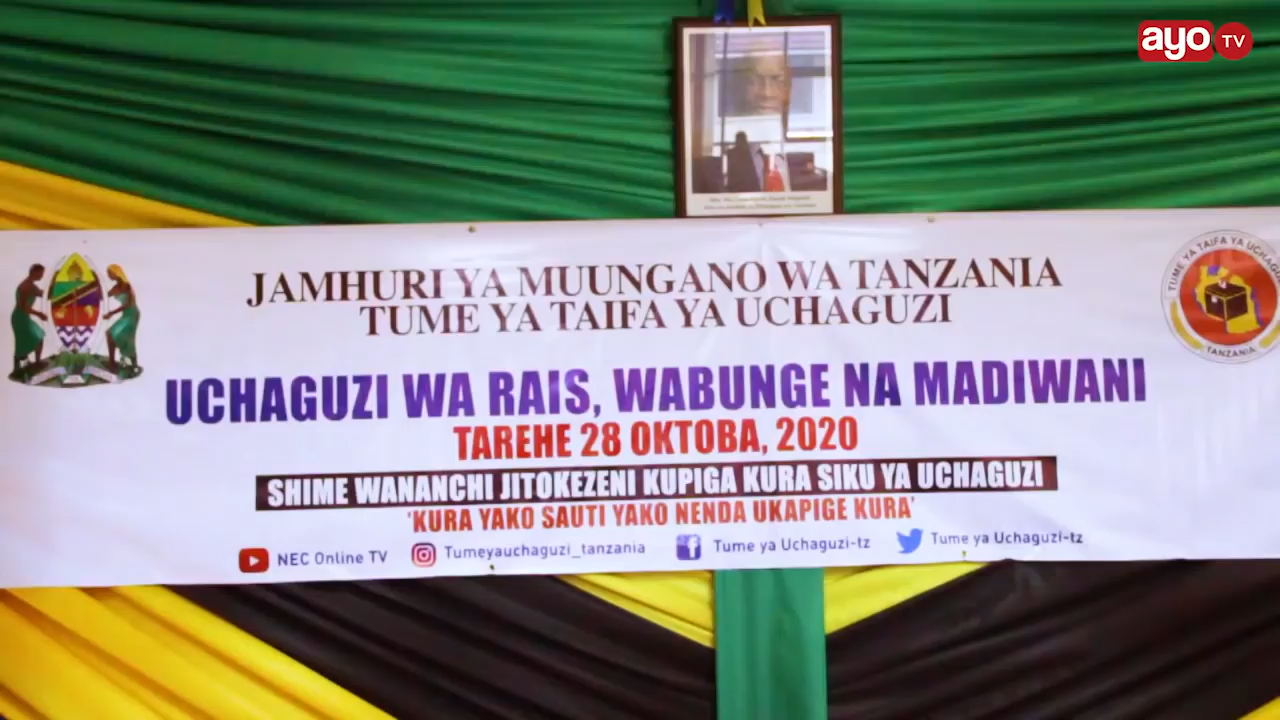 ayo TV
JAMHURI YA MUUNGANO WA TANZANIA
TUME YA TAIFA YA UCHAGUZI
TUME YA TAIFA YA UCHAGUZI
TANZANIA
UCHAGUZI WA RAIS, WABUNGE NA MADIWANI
TAREHE 28 OKTOBA, 2020
SHIME WANANCHI JITOKEZENI KUPIGA KURA SIKU YA UCHAGUZI
'KURA YAKO SAUTI YAKO NENDA UKAPIGE KURA'
NEC Online TV Tumeyauchaguzi_tanzania Tume ya Uchaguzi-tz Tume ya Uchaguzi-tz